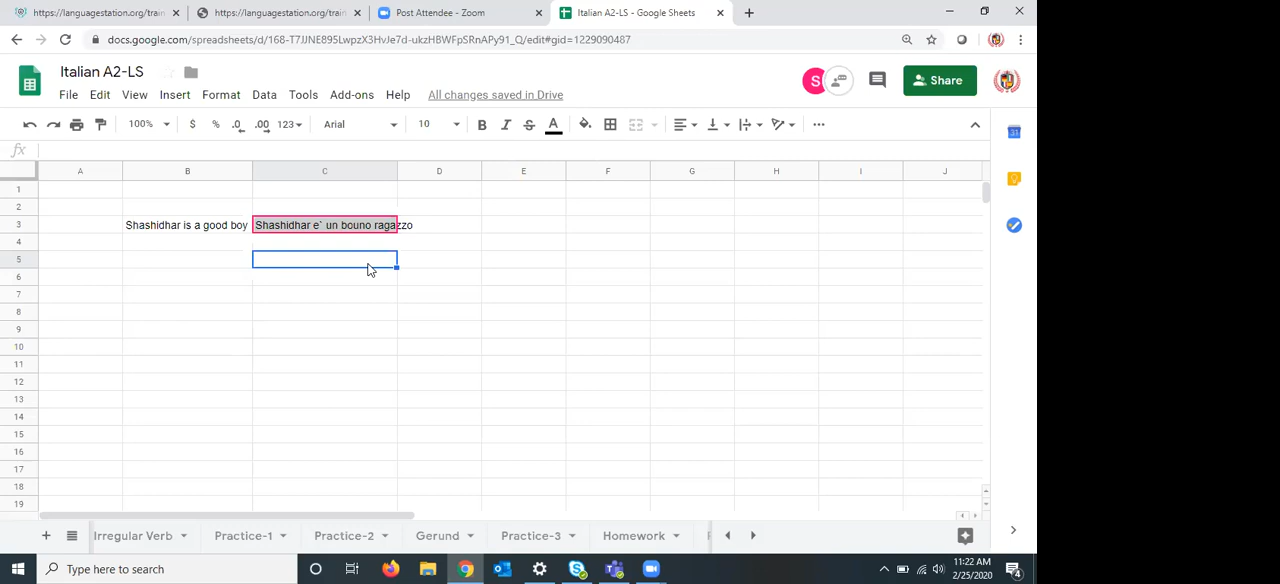 https://languagestation.org/train
https://languagestation.org/train
Post Attendee - Zoom
Italian A2-LS - Google Sheets
docs.google.com/spreadsheets/d/168-T7JJNE895LwpzX3HvJe7d-ukzHBWFpSRnAPy91_Q/edit#gid=1229090487
Italian A2-LS
S
Share
File Edit View Insert Format Data Tools Add-ons Help All changes saved in Drive
100% $ % .0 .00 123 Arial 10 B I S A
fx
A B C D E F G H I J
1
2
3 Shashidhar is a good boy Shashidhar e` un bouno ragazzo
4
5
6
7
8
9
10
11
12
13
14
15
16
17
18
19
Irregular Verb Practice-1 Practice-2 Gerund Practice-3 Homework
Type here to search
11:22 AM
2/25/2020
4
31